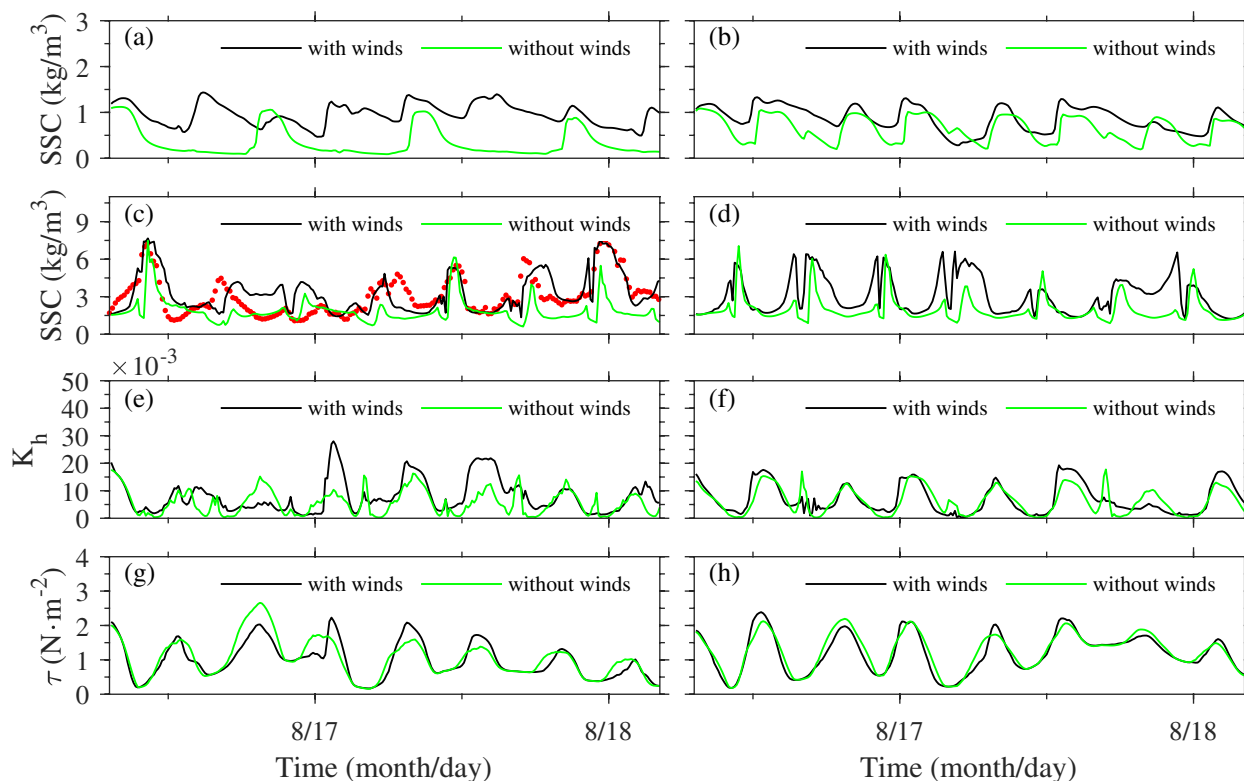 (a) with winds without winds
(b) with winds without winds
SSC (kg/m³)
3
2
1
0
(c) with winds without winds
(d) with winds without winds
SSC (kg/m³)
9
6
3
0
×10⁻³
(e) with winds without winds
(f) with winds without winds
K_h
50
40
30
20
10
0
(g) with winds without winds
(h) with winds without winds
τ (N·m⁻²)
4
3
2
1
0
8/17 8/18
8/17 8/18
Time (month/day)
Time (month/day)